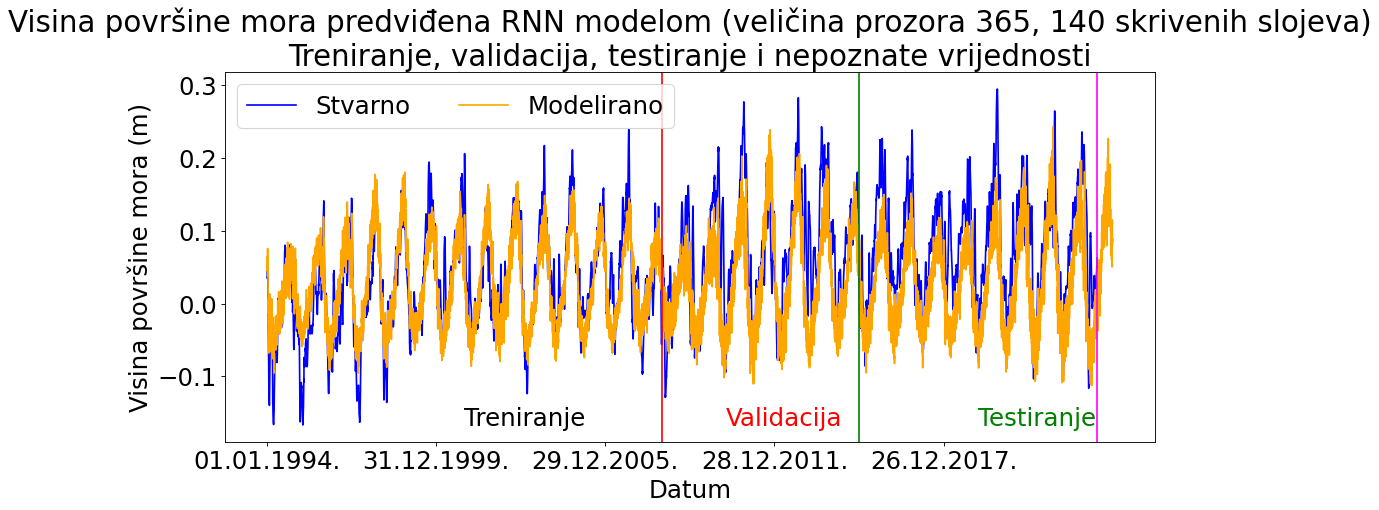 Visina površine mora predviđena RNN modelom (veličina prozora 365, 140 skrivenih slojeva)
Treniranje, validacija, testiranje i nepoznate vrijednosti
Stvarno
Modelirano
Visina površine mora (m)
0.3
0.2
0.1
0.0
−0.1
Treniranje
Validacija
Testiranje
01.01.1994.
31.12.1999.
29.12.2005.
28.12.2011.
26.12.2017.
Datum